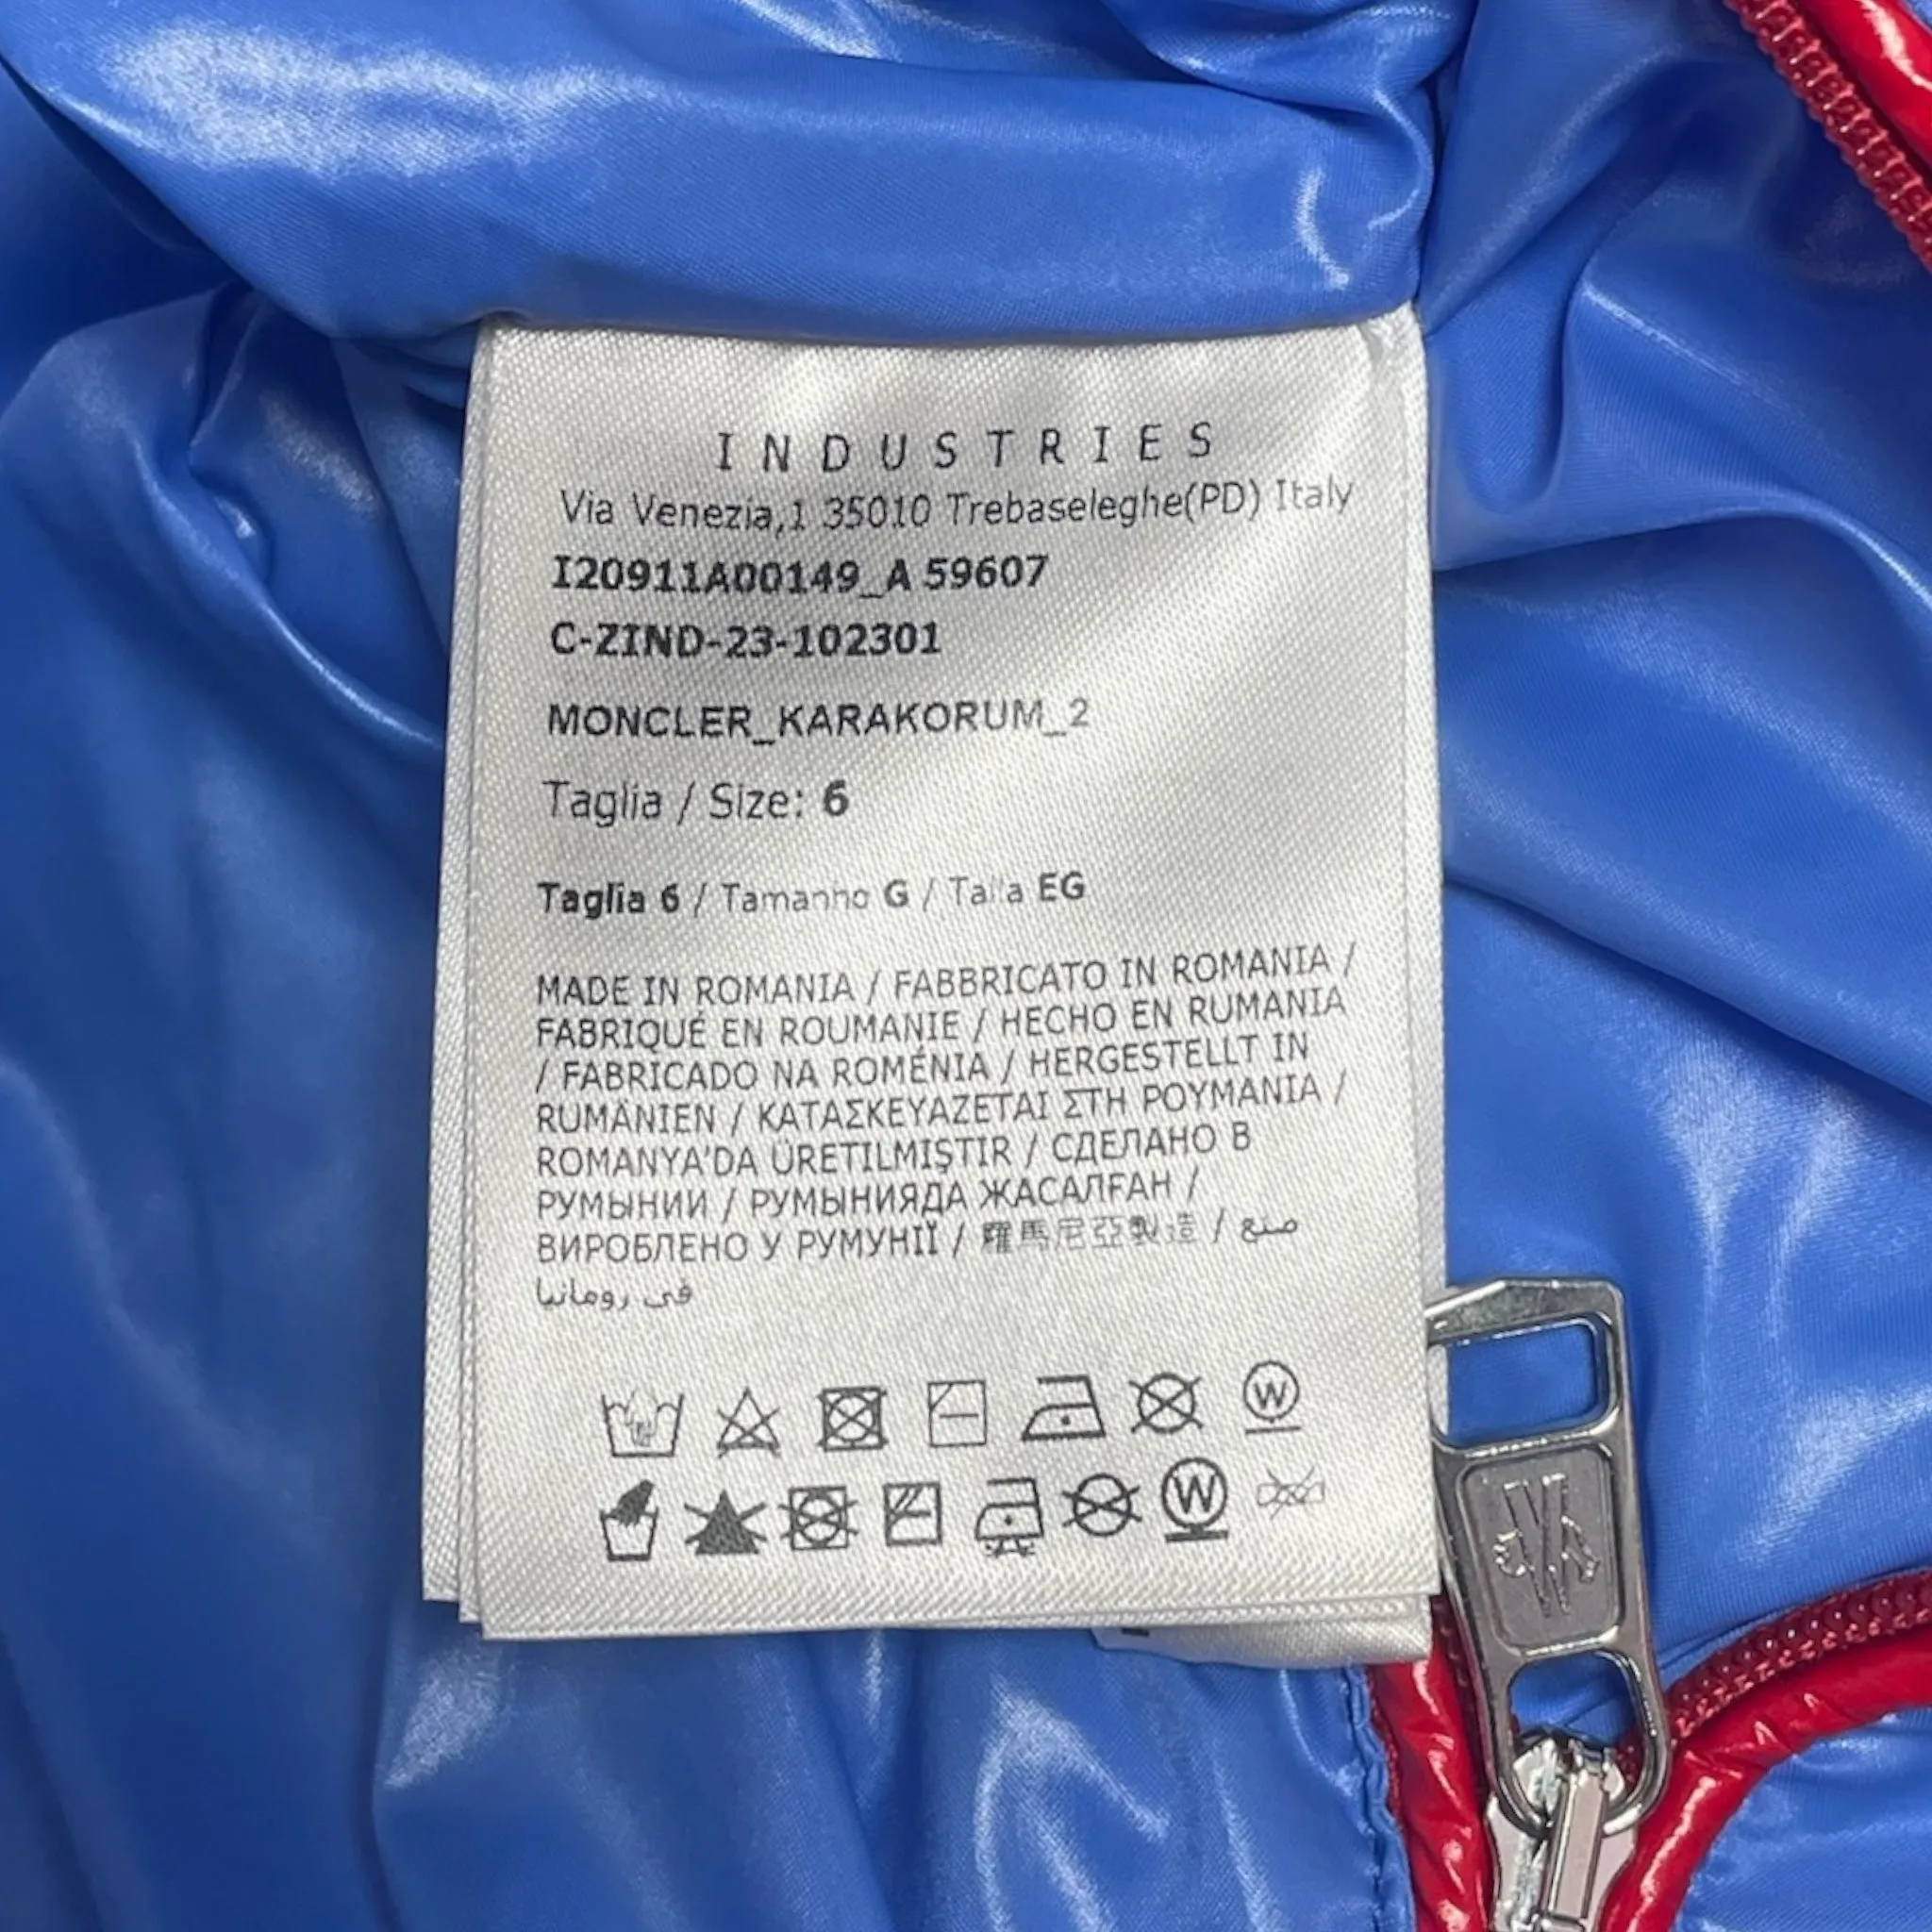 INDUSTRIES
Via Venezia,1 35010 Trebaseleghe(PD) Italy
I20911A00149_A 59607
C-ZIND-23-102301
MONCLER_KARAKORUM_2
Taglia / Size: 6
Taglia 6 / Tamanho G / Talla EG
MADE IN ROMANIA / FABBRICATO IN ROMANIA /
FABRIQUÉ EN ROUMANIE / HECHO EN RUMANIA
/ FABRICADO NA ROMÉNIA / HERGESTELLT IN
RUMÄNIEN / ΚΑΤΑΣΚΕΥΑΖΕΤΑΙ ΣΤΗ ΡΟΥΜΑΝΙΑ /
ROMANYA'DA ÜRETILMIŞTIR / СДЕЛАНО В
РУМЫНИИ / РУМЫНИЯДА ЖАСАЛҒАН /
ВИРОБЛЕНО У РУМУНІЇ / 羅馬尼亞製造 / صنع
في رومانيا
W
W